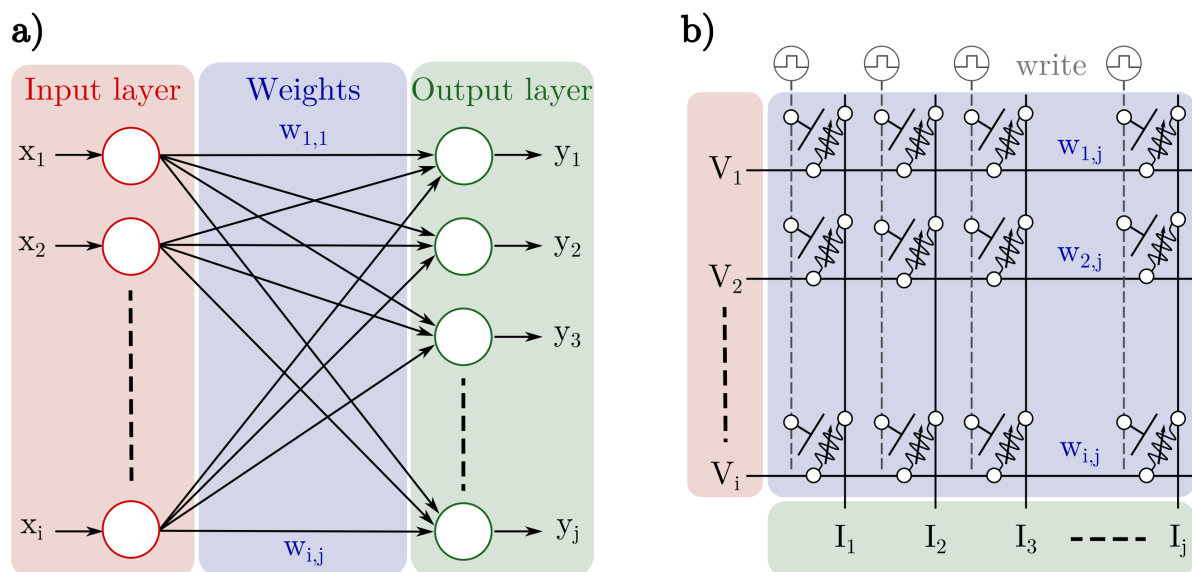 a)
Input layer
Weights
Output layer
w1,1
x1
y1
x2
y2
y3
xi
yj
wi,j
b)
write
V1
w1,j
V2
w2,j
Vi
wi,j
I1 I2 I3 Ij